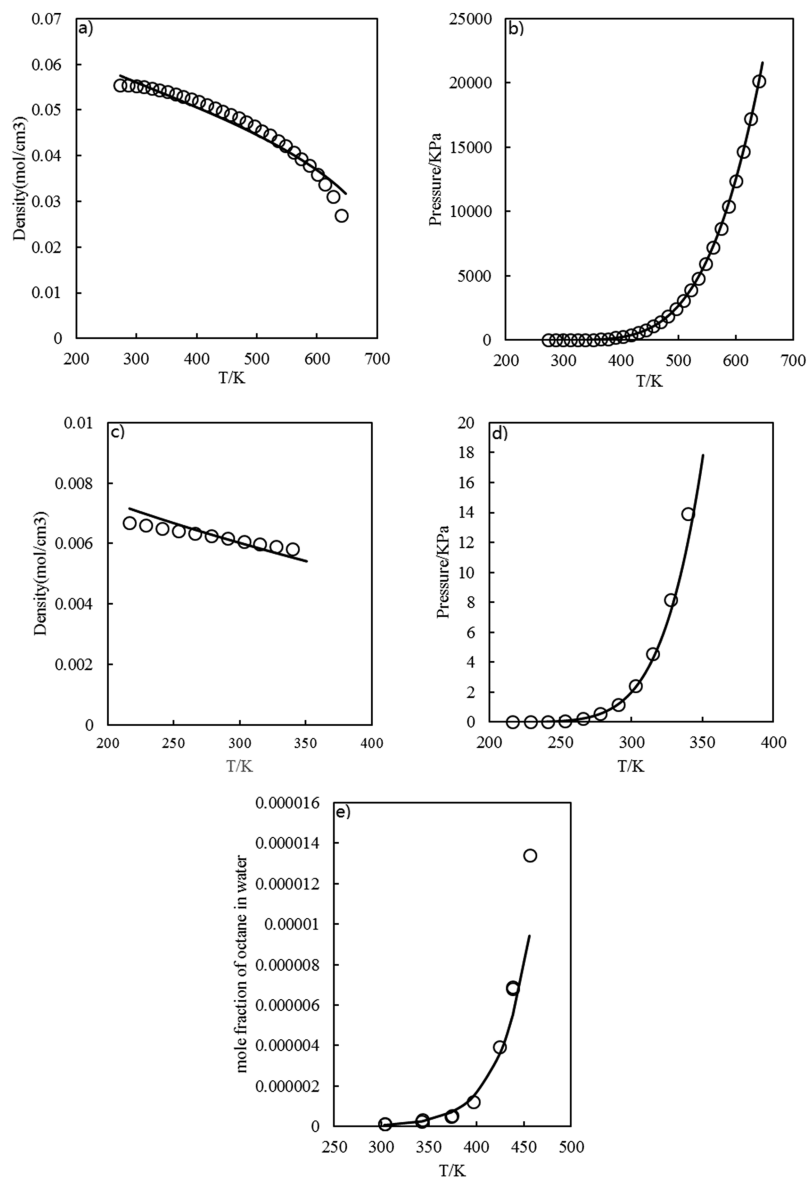 a)
0.07
0.06
0.05
0.04
0.03
0.02
0.01
0
Density(mol/cm3)
200 300 400 500 600 700
T/K
b)
25000
20000
15000
10000
5000
0
Pressure/KPa
200 300 400 500 600 700
T/K
c)
0.01
0.008
0.006
0.004
0.002
0
Density(mol/cm3)
200 250 300 350 400
T/K
d)
20
18
16
14
12
10
8
6
4
2
0
Pressure/KPa
200 250 300 350 400
T/K
e)
0.000016
0.000014
0.000012
0.00001
0.000008
0.000006
0.000004
0.000002
0
mole fraction of octane in water
250 300 350 400 450 500
T/K